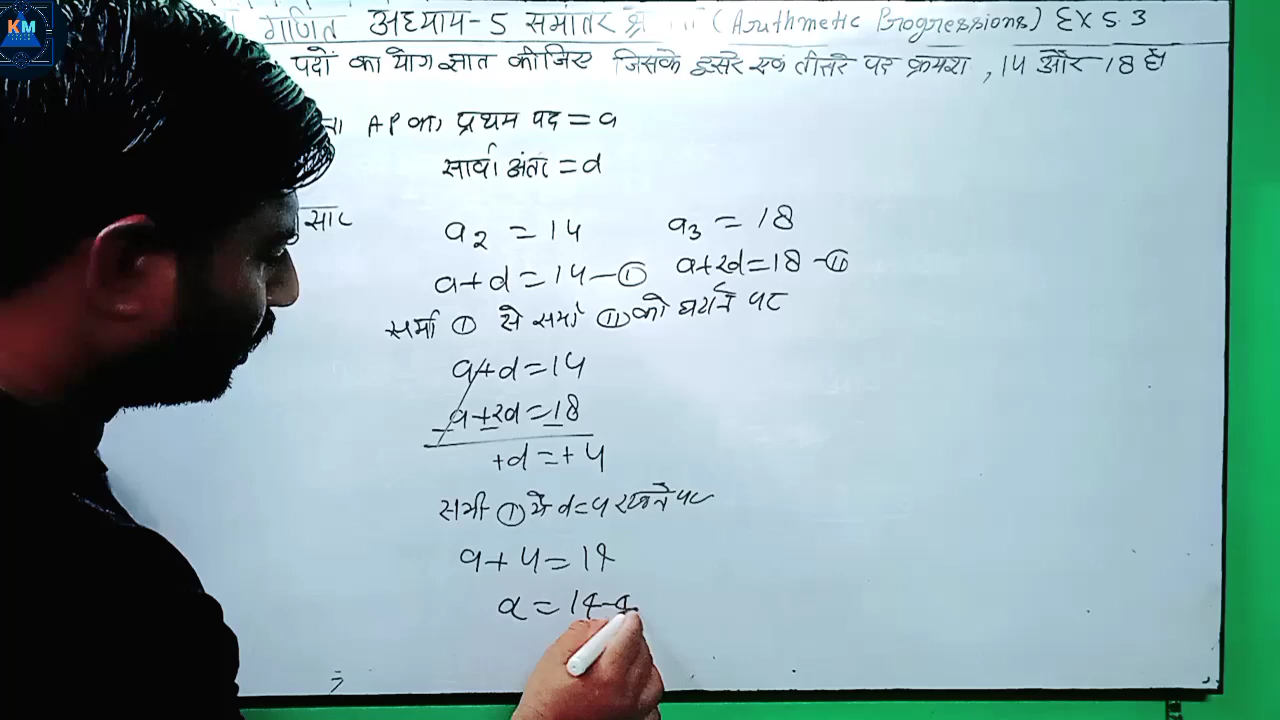 KM
गणित अध्याय-5 समांतर श्र (Arithmetic Progressions) EX 5.3
पदों का योग ज्ञात कीजिए जिसके दूसरे एवं तीसरे पद क्रमश, 14 और 18 है
AP का प्रथम पद = a
सार्वा अंतर = d
a₂ = 14 a₃ = 18
a+d = 14 - ① a+2d = 18 - ⑪
समी ① से समी ⑪ को घटाने पर
a+d = 14
a+2d = 18
+d = +4
समी ① में d=4 रखने पर
a+4 = 14
a = 14-4